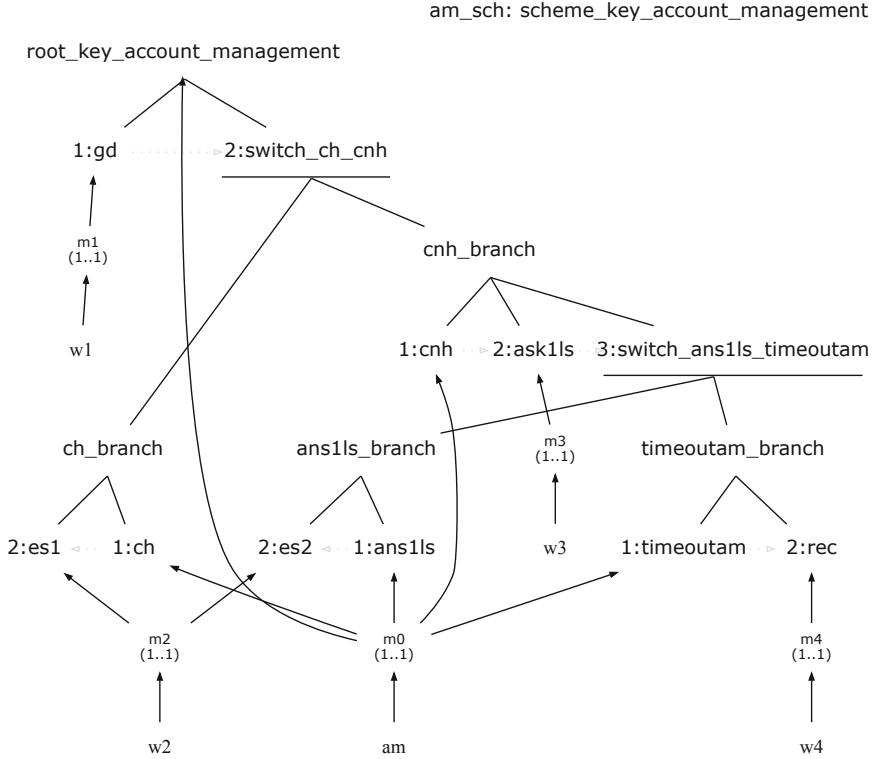 am_sch: scheme_key_account_management
root_key_account_management
1:gd
2:switch_ch_cnh
m1
(1..1)
cnh_branch
w1
1:cnh
2:ask1ls
3:switch_ans1ls_timeoutam
ch_branch
ans1ls_branch
m3
(1..1)
timeoutam_branch
2:es1
1:ch
2:es2
1:ans1ls
w3
1:timeoutam
2:rec
m2
(1..1)
m0
(1..1)
m4
(1..1)
w2
am
w4